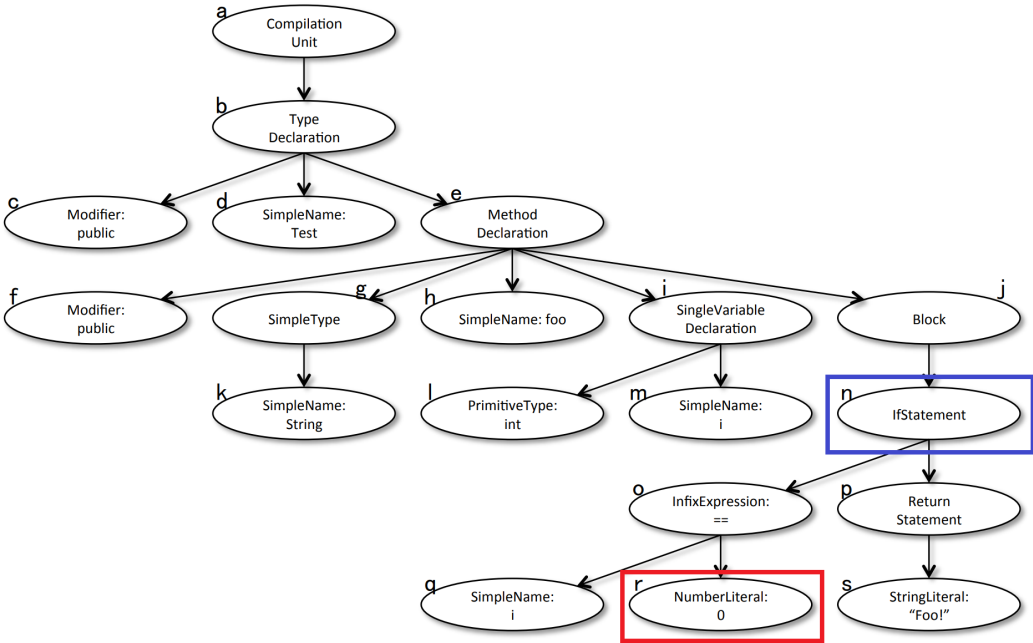 a
Compilation
Unit
b
Type
Declaration
c
Modifier:
public
d
SimpleName:
Test
e
Method
Declaration
f
Modifier:
public
g
SimpleType
h
SimpleName: foo
i
SingleVariable
Declaration
j
Block
k
SimpleName:
String
l
PrimitiveType:
int
m
SimpleName:
i
n
IfStatement
o
InfixExpression:
==
p
Return
Statement
q
SimpleName:
i
r
NumberLiteral:
0
s
StringLiteral:
“Foo!”